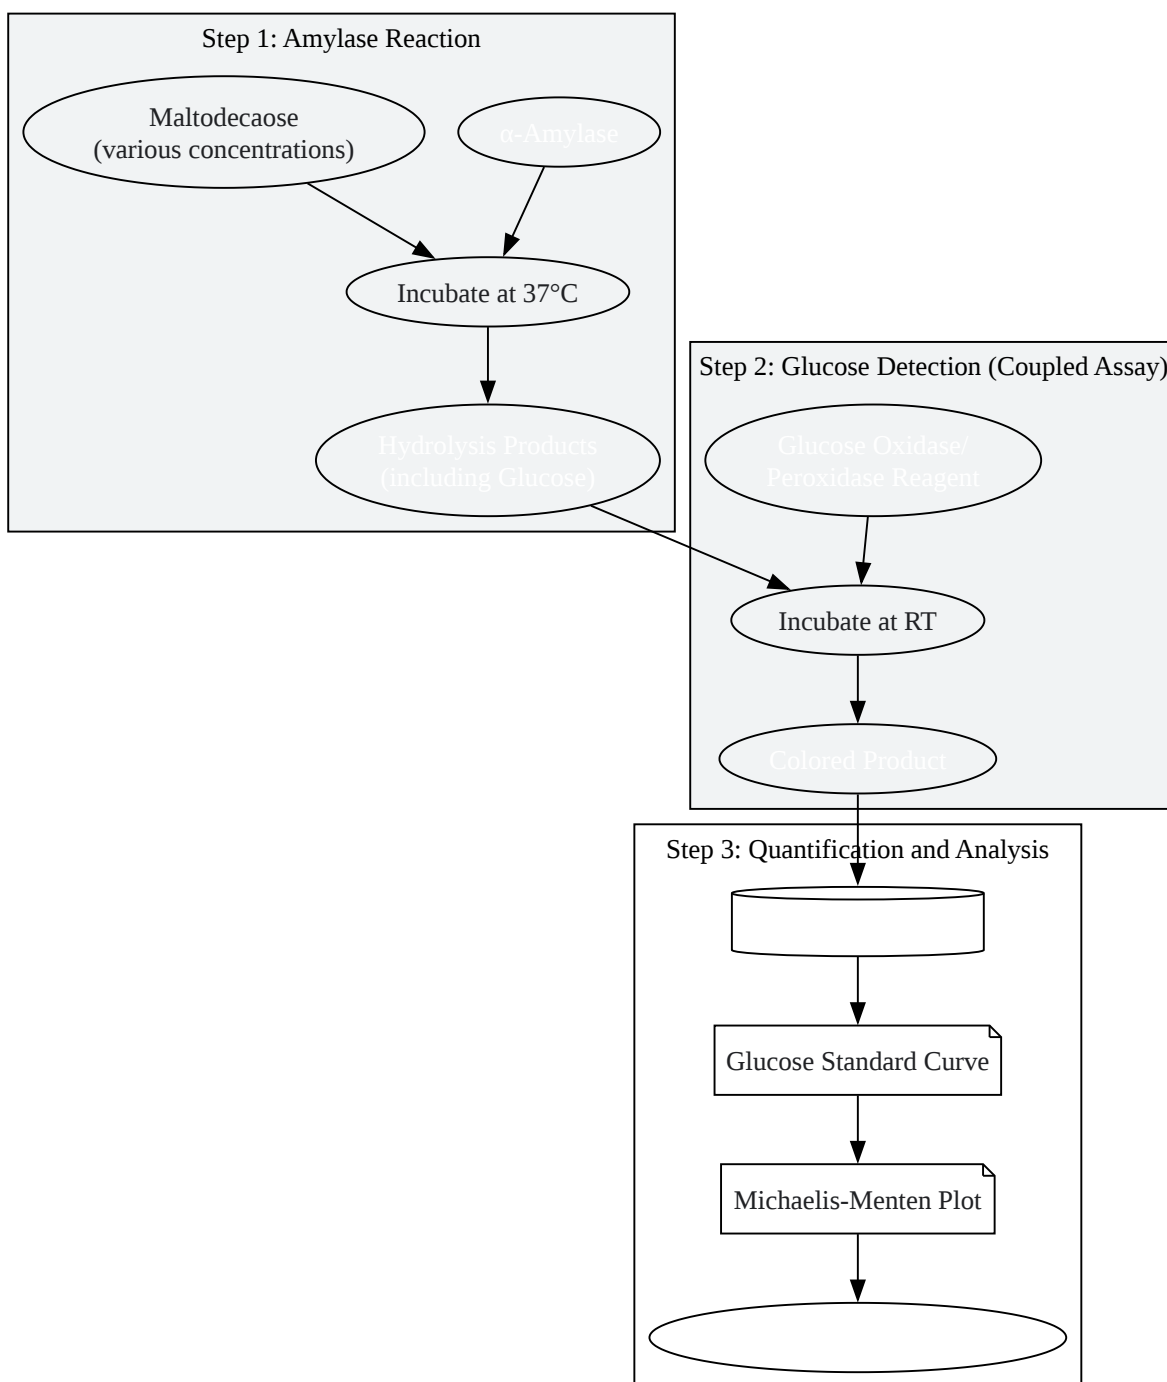 Step 1: Amylase Reaction
Maltodecaose
(various concentrations)
α-Amylase
Incubate at 37°C
Hydrolysis Products
(including Glucose)
Step 2: Glucose Detection (Coupled Assay)
Glucose Oxidase/
Peroxidase Reagent
Incubate at RT
Colored Product
Step 3: Quantification and Analysis
Glucose Standard Curve
Michaelis-Menten Plot